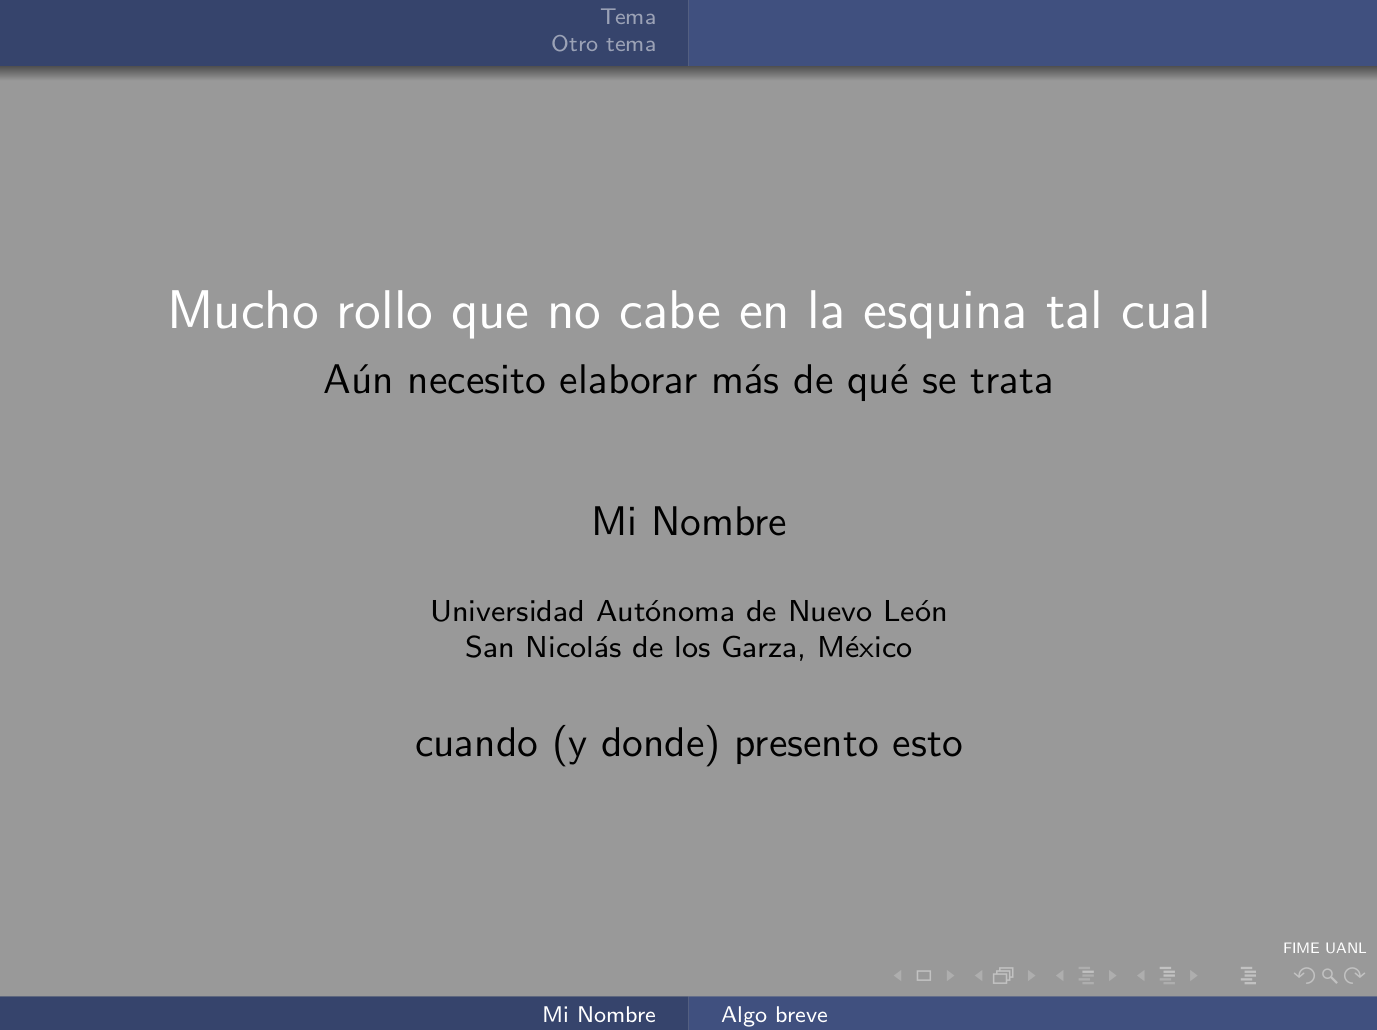 Tema
Otro tema
Mucho rollo que no cabe en la esquina tal cual
Aún necesito elaborar más de qué se trata
Mi Nombre
Universidad Autónoma de Nuevo León
San Nicolás de los Garza, México
cuando (y donde) presento esto
FIME UANL
Mi Nombre
Algo breve